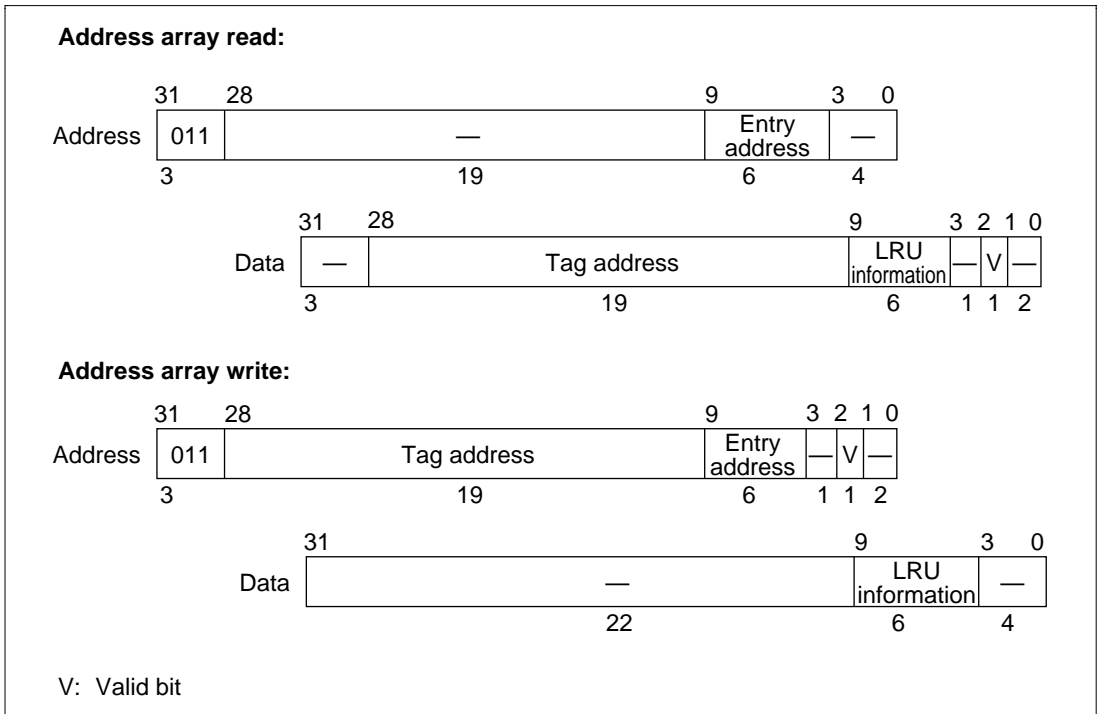 Address array read:
31 28 9 3 0
Address 011 — Entry address —
3 19 6 4
31 28 9 3 2 1 0
Data — Tag address LRU information — V —
3 19 6 1 1 2
Address array write:
31 28 9 3 2 1 0
Address 011 Tag address Entry address — V —
3 19 6 1 1 2
31 9 3 0
Data — LRU information —
22 6 4
V: Valid bit